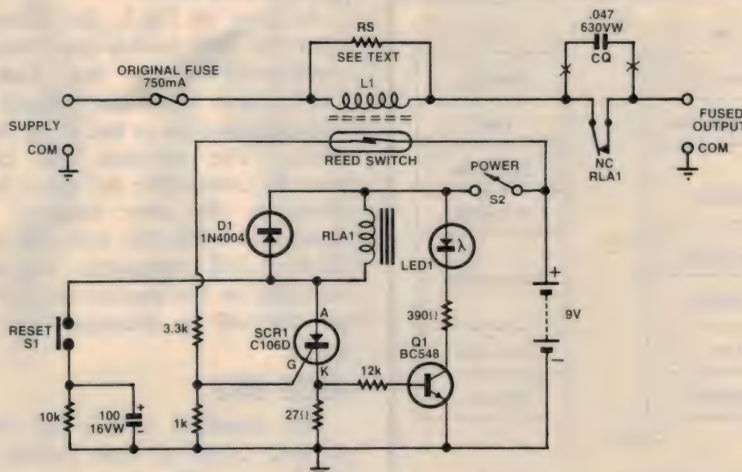 RS
SEE TEXT
.047
630VW
CQ
ORIGINAL FUSE
750mA
L1
SUPPLY
FUSED
OUTPUT
COM
COM
REED SWITCH
NC
RLA1
POWER
S2
D1
1N4004
RLA1
LED1
λ
+
9V
−
390Ω
RESET
S1
3.3k
SCR1
C106D
A
G
K
Q1
BC548
12k
10k
100
16VW
+
−
1k
27Ω